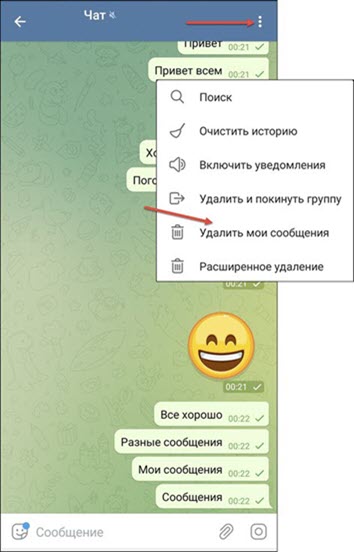 Чат
Привет
00:21
Привет всем
00:21
Поиск
Очистить историю
Включить уведомления
Хо
Пого
Удалить и покинуть группу
Удалить мои сообщения
Расширенное удаление
00:21
00:21
Все хорошо 00:22
Разные сообщения 00:22
Мои сообщения 00:22
Сообщения 00:22
Сообщение